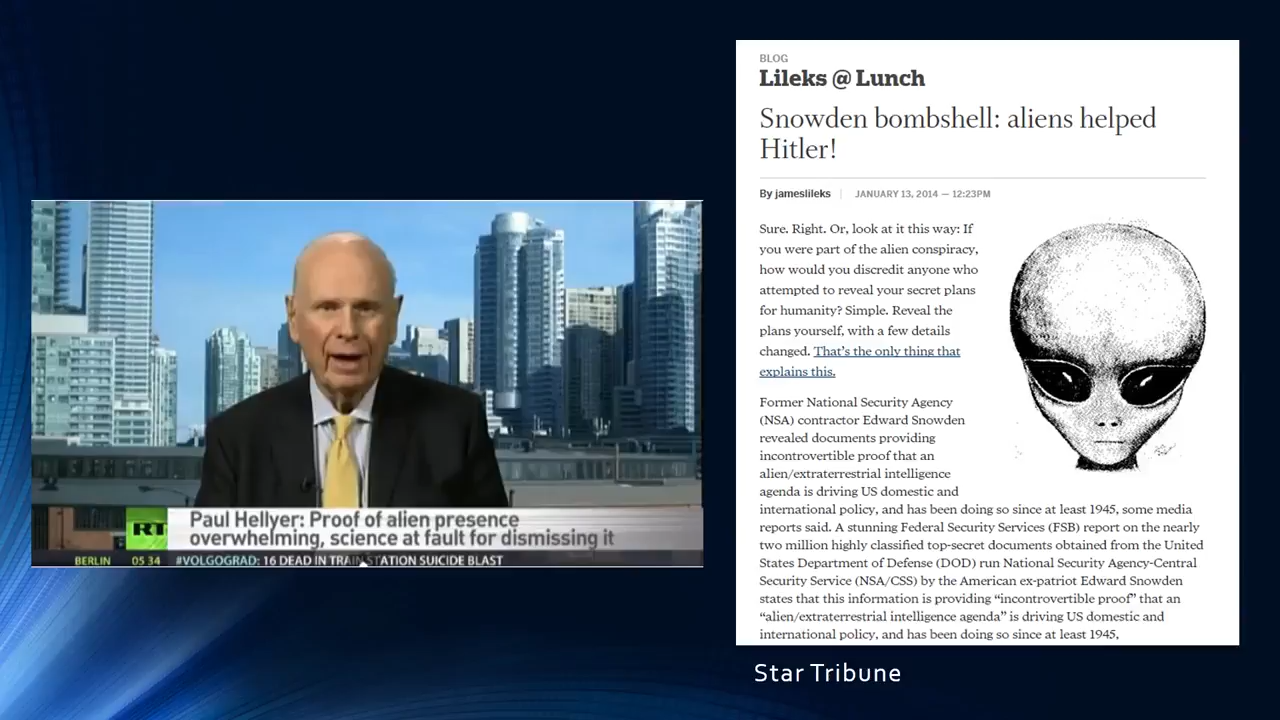 RT
Paul Hellyer: Proof of alien presence
overwhelming, science at fault for dismissing it
BERLIN 05 34 #VOLGOGRAD: 16 DEAD IN TRAINSTATION SUICIDE BLAST
BLOG
Lileks @ Lunch
Snowden bombshell: aliens helped
Hitler!
By jameslileks | JANUARY 13, 2014 — 12:23PM
Sure. Right. Or, look at it this way: If
you were part of the alien conspiracy,
how would you discredit anyone who
attempted to reveal your secret plans
for humanity? Simple. Reveal the
plans yourself, with a few details
changed. That's the only thing that
explains this.
Former National Security Agency
(NSA) contractor Edward Snowden
revealed documents providing
incontrovertible proof that an
alien/extraterrestrial intelligence
agenda is driving US domestic and
international policy, and has been doing so since at least 1945, some media
reports said. A stunning Federal Security Services (FSB) report on the nearly
two million highly classified top-secret documents obtained from the United
States Department of Defense (DOD) run National Security Agency-Central
Security Service (NSA/CSS) by the American ex-patriot Edward Snowden
states that this information is providing “incontrovertible proof” that an
“alien/extraterrestrial intelligence agenda” is driving US domestic and
international policy, and has been doing so since at least 1945,
Star Tribune